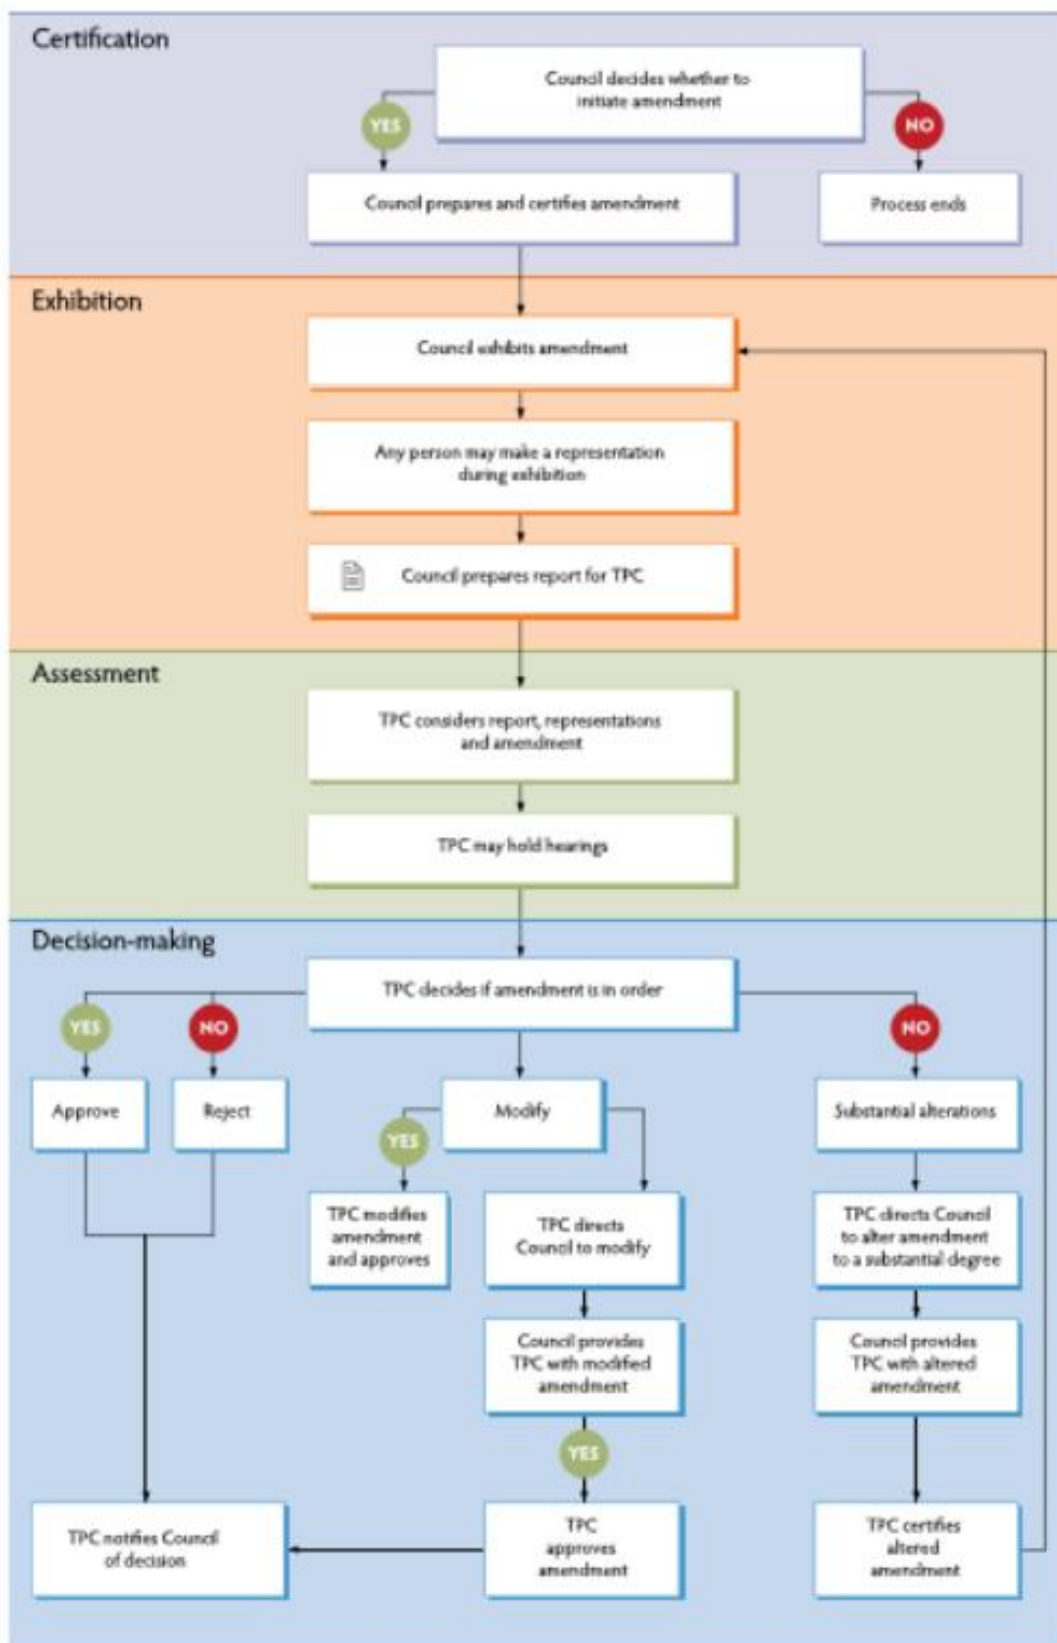 Certification
Council decides whether to
initiate amendment
YES
NO
Council prepares and certifies amendment
Process ends
Exhibition
Council exhibits amendment
Any person may make a representation
during exhibition
Council prepares report for TPC
Assessment
TPC considers report, representations
and amendment
TPC may hold hearings
Decision-making
TPC decides if amendment is in order
YES
NO
NO
Approve
Reject
Modify
Substantial alterations
YES
TPC modifies
amendment
and approves
TPC directs
Council to modify
TPC directs Council
to alter amendment
to a substantial degree
Council provides
TPC with modified
amendment
Council provides
TPC with altered
amendment
YES
TPC notifies Council
of decision
TPC
approves
amendment
TPC certifies
altered
amendment